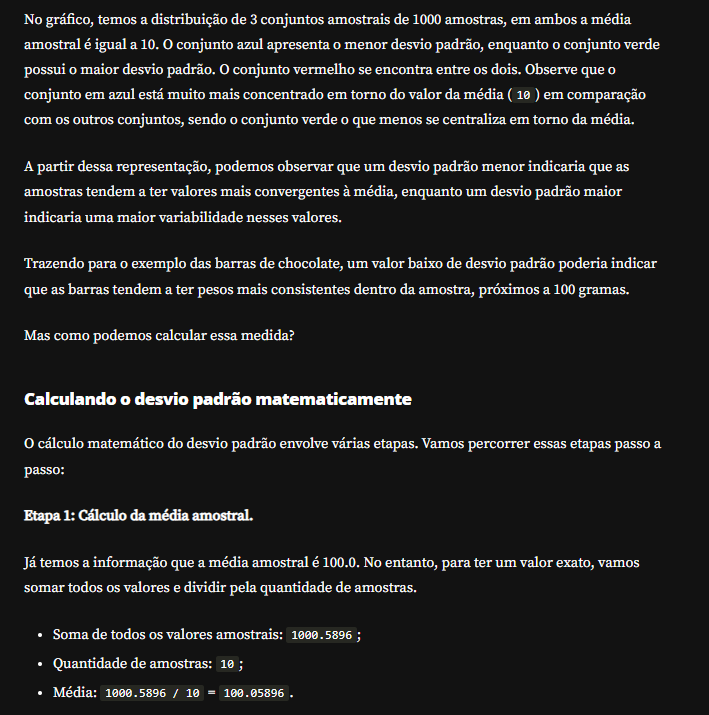 No gráfico, temos a distribuição de 3 conjuntos amostrais de 1000 amostras, em ambos a média
amostral é igual a 10. O conjunto azul apresenta o menor desvio padrão, enquanto o conjunto verde
possui o maior desvio padrão. O conjunto vermelho se encontra entre os dois. Observe que o
conjunto em azul está muito mais concentrado em torno do valor da média ( 10 ) em comparação
com os outros conjuntos, sendo o conjunto verde o que menos se centraliza em torno da média.
A partir dessa representação, podemos observar que um desvio padrão menor indicaria que as
amostras tendem a ter valores mais convergentes à média, enquanto um desvio padrão maior
indicaria uma maior variabilidade nesses valores.
Trazendo para o exemplo das barras de chocolate, um valor baixo de desvio padrão poderia indicar
que as barras tendem a ter pesos mais consistentes dentro da amostra, próximos a 100 gramas.
Mas como podemos calcular essa medida?
Calculando o desvio padrão matematicamente
O cálculo matemático do desvio padrão envolve várias etapas. Vamos percorrer essas etapas passo a
passo:
Etapa 1: Cálculo da média amostral.
Já temos a informação que a média amostral é 100.0. No entanto, para ter um valor exato, vamos
somar todos os valores e dividir pela quantidade de amostras.
• Soma de todos os valores amostrais: 1000.5896 ;
• Quantidade de amostras: 10 ;
• Média: 1000.5896 / 10 = 100.05896 .